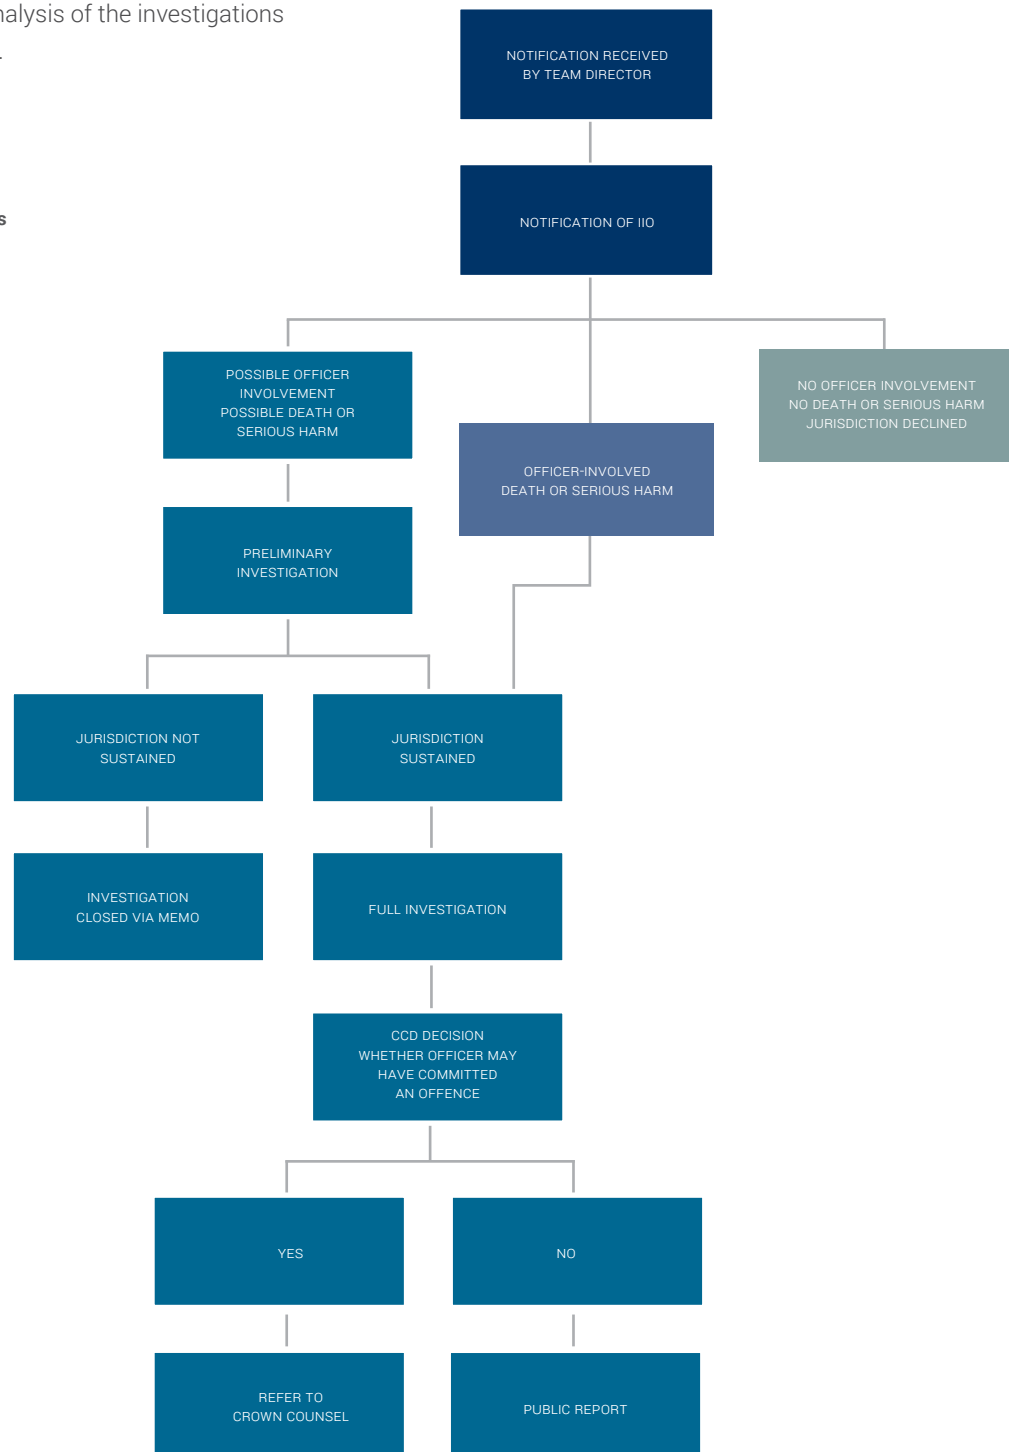 nalysis of the investigations
s
NOTIFICATION RECEIVED
BY TEAM DIRECTOR
NOTIFICATION OF IIO
POSSIBLE OFFICER
INVOLVEMENT
POSSIBLE DEATH OR
SERIOUS HARM
OFFICER-INVOLVED
DEATH OR SERIOUS HARM
NO OFFICER INVOLVEMENT
NO DEATH OR SERIOUS HARM
JURISDICTION DECLINED
PRELIMINARY
INVESTIGATION
JURISDICTION NOT
SUSTAINED
JURISDICTION
SUSTAINED
INVESTIGATION
CLOSED VIA MEMO
FULL INVESTIGATION
CCD DECISION
WHETHER OFFICER MAY
HAVE COMMITTED
AN OFFENCE
YES
NO
REFER TO
CROWN COUNSEL
PUBLIC REPORT